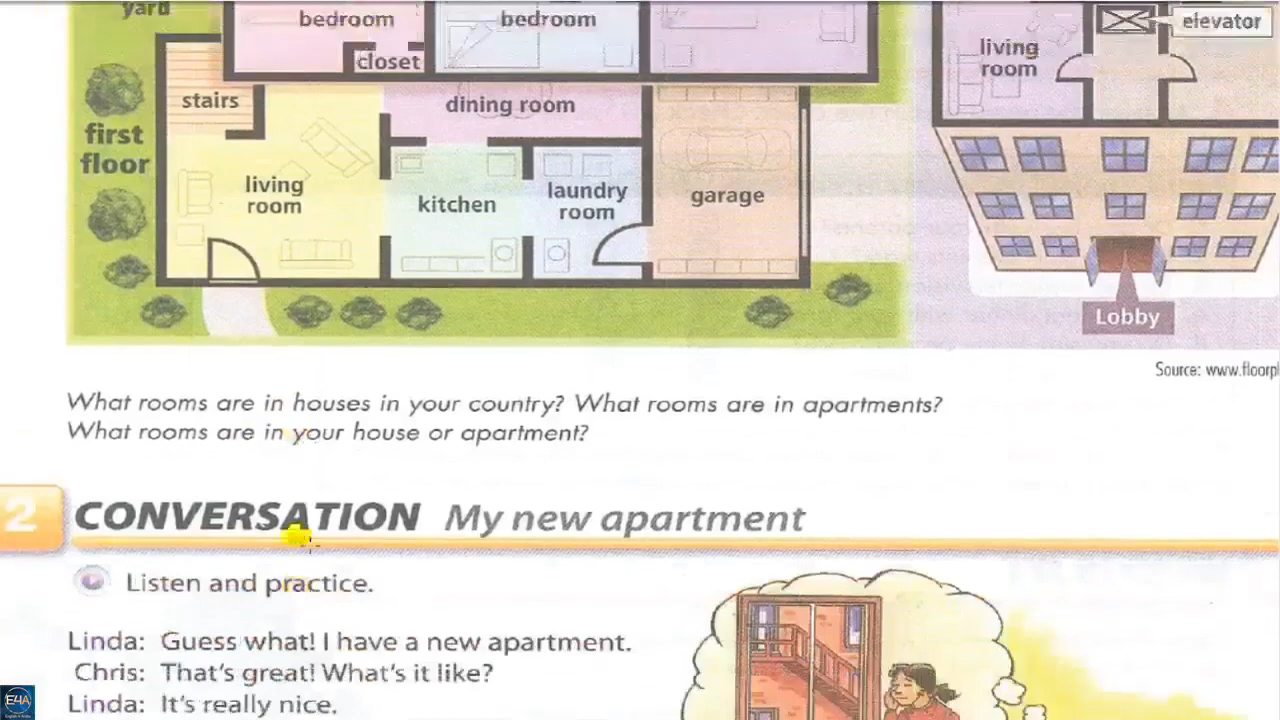 yard
bedroom
bedroom
elevator
living
room
closet
stairs
dining room
first
floor
living
room
kitchen
laundry
room
garage
Lobby
Source: www.floorpl
What rooms are in houses in your country? What rooms are in apartments?
What rooms are in your house or apartment?
2 CONVERSATION My new apartment
Listen and practice.
Linda: Guess what! I have a new apartment.
Chris: That's great! What's it like?
Linda: It's really nice.
E4A